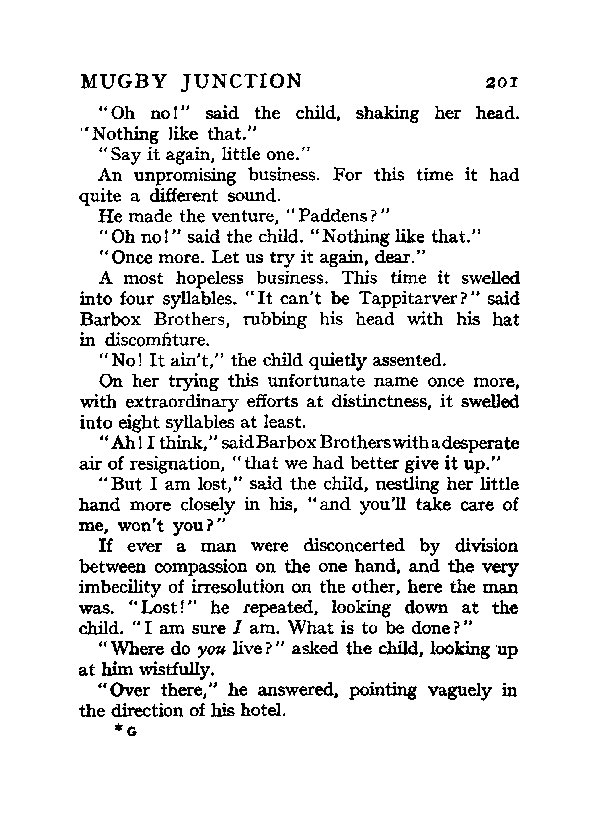 MUGBY JUNCTION 201
"Oh no!" said the child, shaking her head.
"Nothing like that."
"Say it again, little one."
An unpromising business. For this time it had
quite a different sound.
He made the venture, "Paddens?"
"Oh no!" said the child. "Nothing like that."
"Once more. Let us try it again, dear."
A most hopeless business. This time it swelled
into four syllables. "It can't be Tappitarver?" said
Barbox Brothers, rubbing his head with his hat
in discomfiture.
"No! It ain't," the child quietly assented.
On her trying this unfortunate name once more,
with extraordinary efforts at distinctness, it swelled
into eight syllables at least.
"Ah! I think," said Barbox Brothers with a desperate
air of resignation, "that we had better give it up."
"But I am lost," said the child, nestling her little
hand more closely in his, "and you'll take care of
me, won't you?"
If ever a man were disconcerted by division
between compassion on the one hand, and the very
imbecility of irresolution on the other, here the man
was. "Lost!" he repeated, looking down at the
child. "I am sure I am. What is to be done?"
"Where do you live?" asked the child, looking up
at him wistfully.
"Over there," he answered, pointing vaguely in
the direction of his hotel.
* G